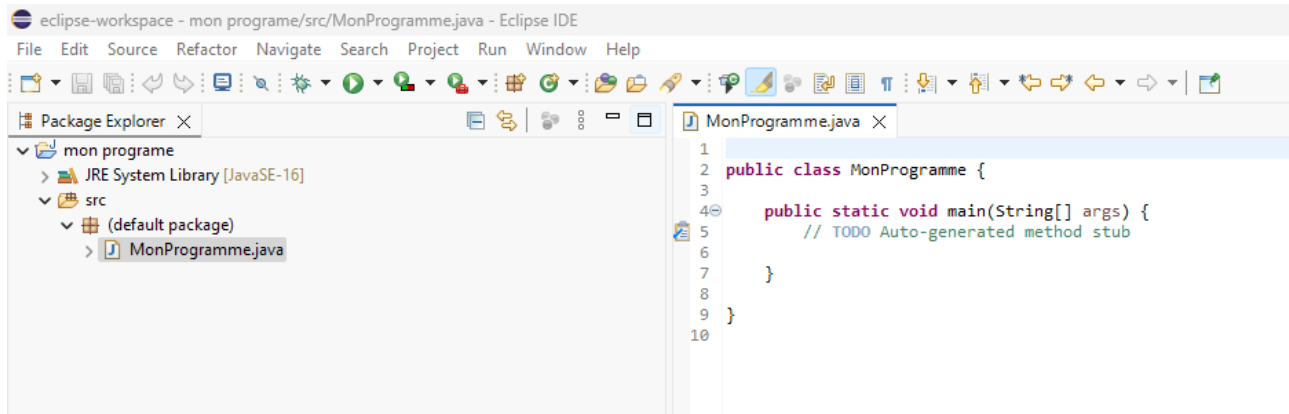 eclipse-workspace - mon programe/src/MonProgramme.java - Eclipse IDE
File Edit Source Refactor Navigate Search Project Run Window Help
Package Explorer
mon programe
JRE System Library [JavaSE-16]
src
(default package)
MonProgramme.java
MonProgramme.java
1
2 public class MonProgramme {
3
4 public static void main(String[] args) {
5 // TODO Auto-generated method stub
6
7 }
8
9 }
10